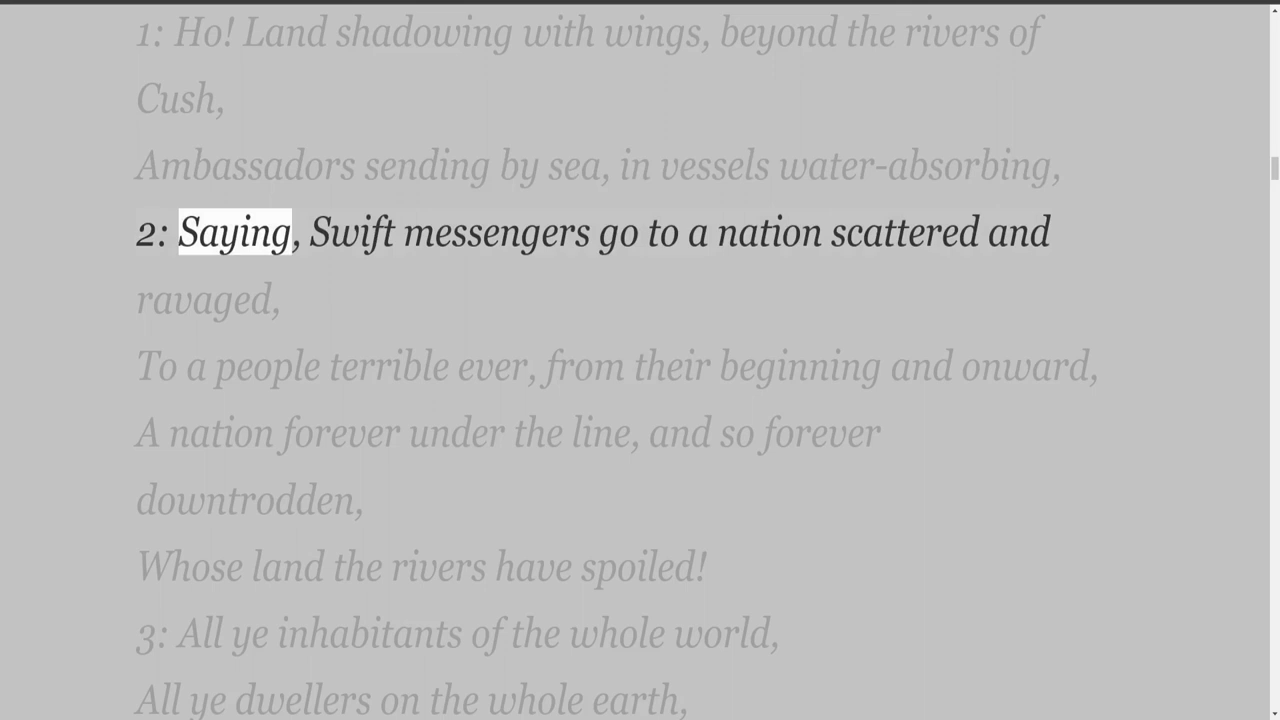 1: Ho! Land shadowing with wings, beyond the rivers of
Cush,
Ambassadors sending by sea, in vessels water-absorbing,
2: Saying, Swift messengers go to a nation scattered and
ravaged,
To a people terrible ever, from their beginning and onward,
A nation forever under the line, and so forever
downtrodden,
Whose land the rivers have spoiled!
3: All ye inhabitants of the whole world,
All ye dwellers on the whole earth,